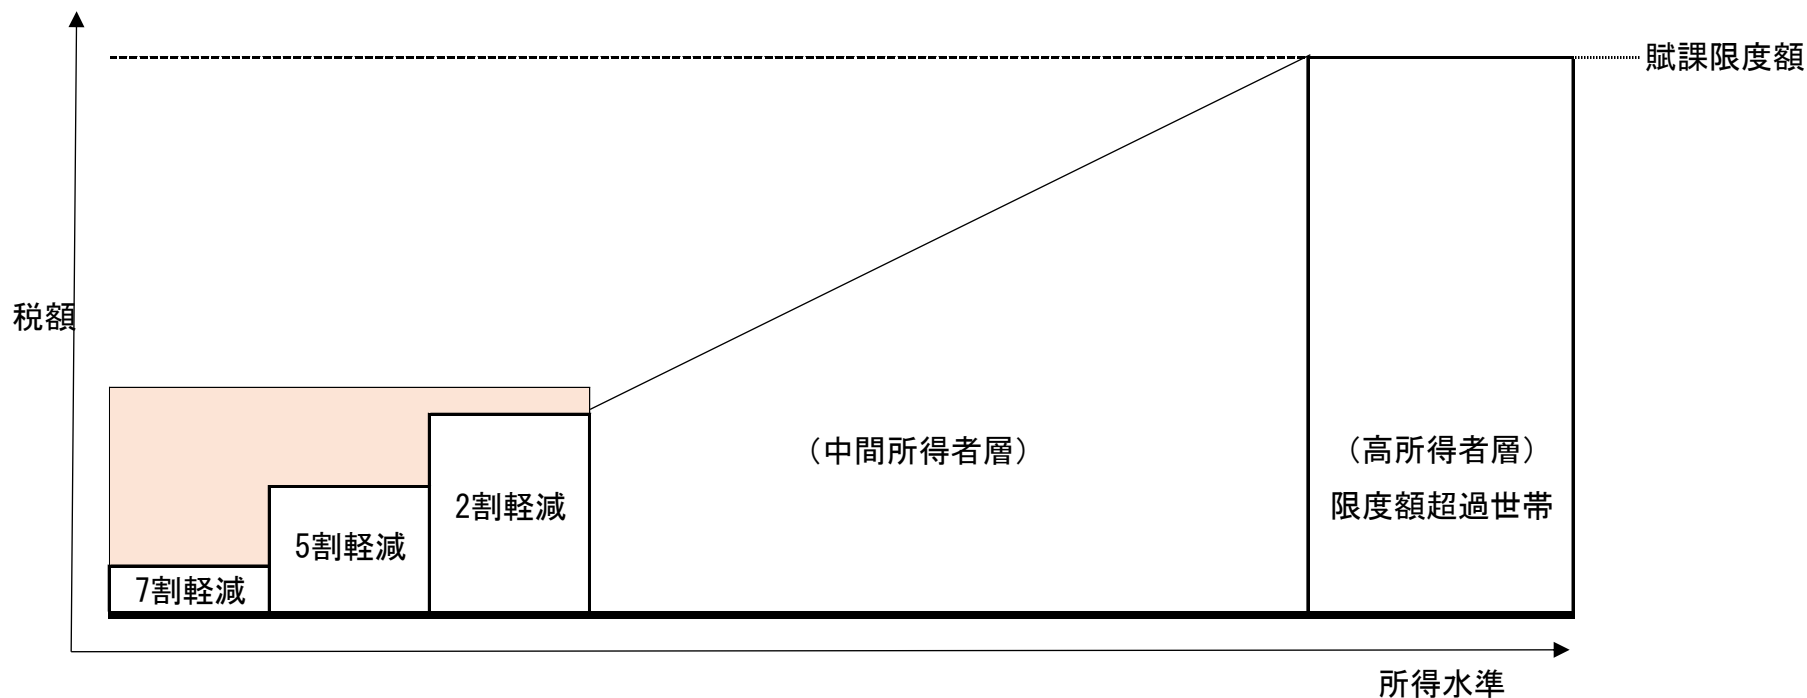 賦課限度額
税額
(中間所得者層)
(高所得者層)
限度額超過世帯
2割軽減
5割軽減
7割軽減
所得水準